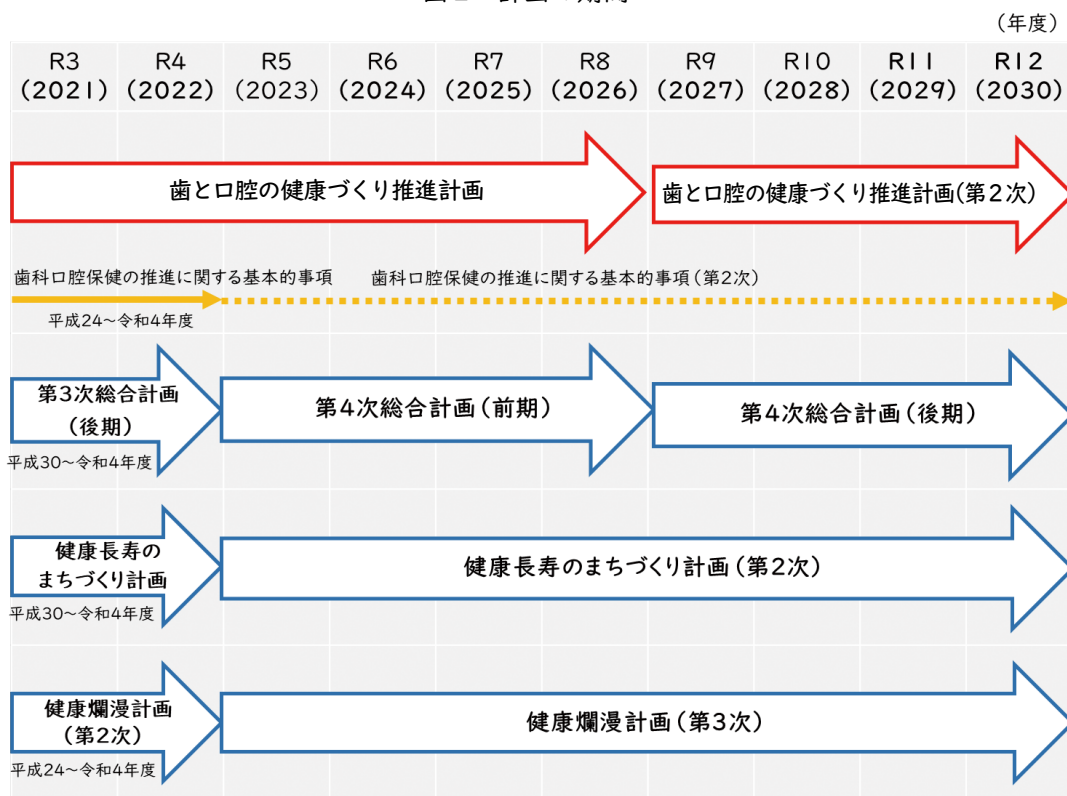 （年度）
R3 R4 R5 R6 R7 R8 R9 R10 R11 R12
(2021) (2022) (2023) (2024) (2025) (2026) (2027) (2028) (2029) (2030)
歯と口腔の健康づくり推進計画
歯と口腔の健康づくり推進計画(第2次)
歯科口腔保健の推進に関する基本的事項
歯科口腔保健の推進に関する基本的事項(第2次)
平成24～令和4年度
第3次総合計画
(後期)
第4次総合計画(前期)
第4次総合計画(後期)
平成30～令和4年度
健康長寿の
まちづくり計画
健康長寿のまちづくり計画(第2次)
平成30～令和4年度
健康爛漫計画
(第2次)
健康爛漫計画(第3次)
平成24～令和4年度